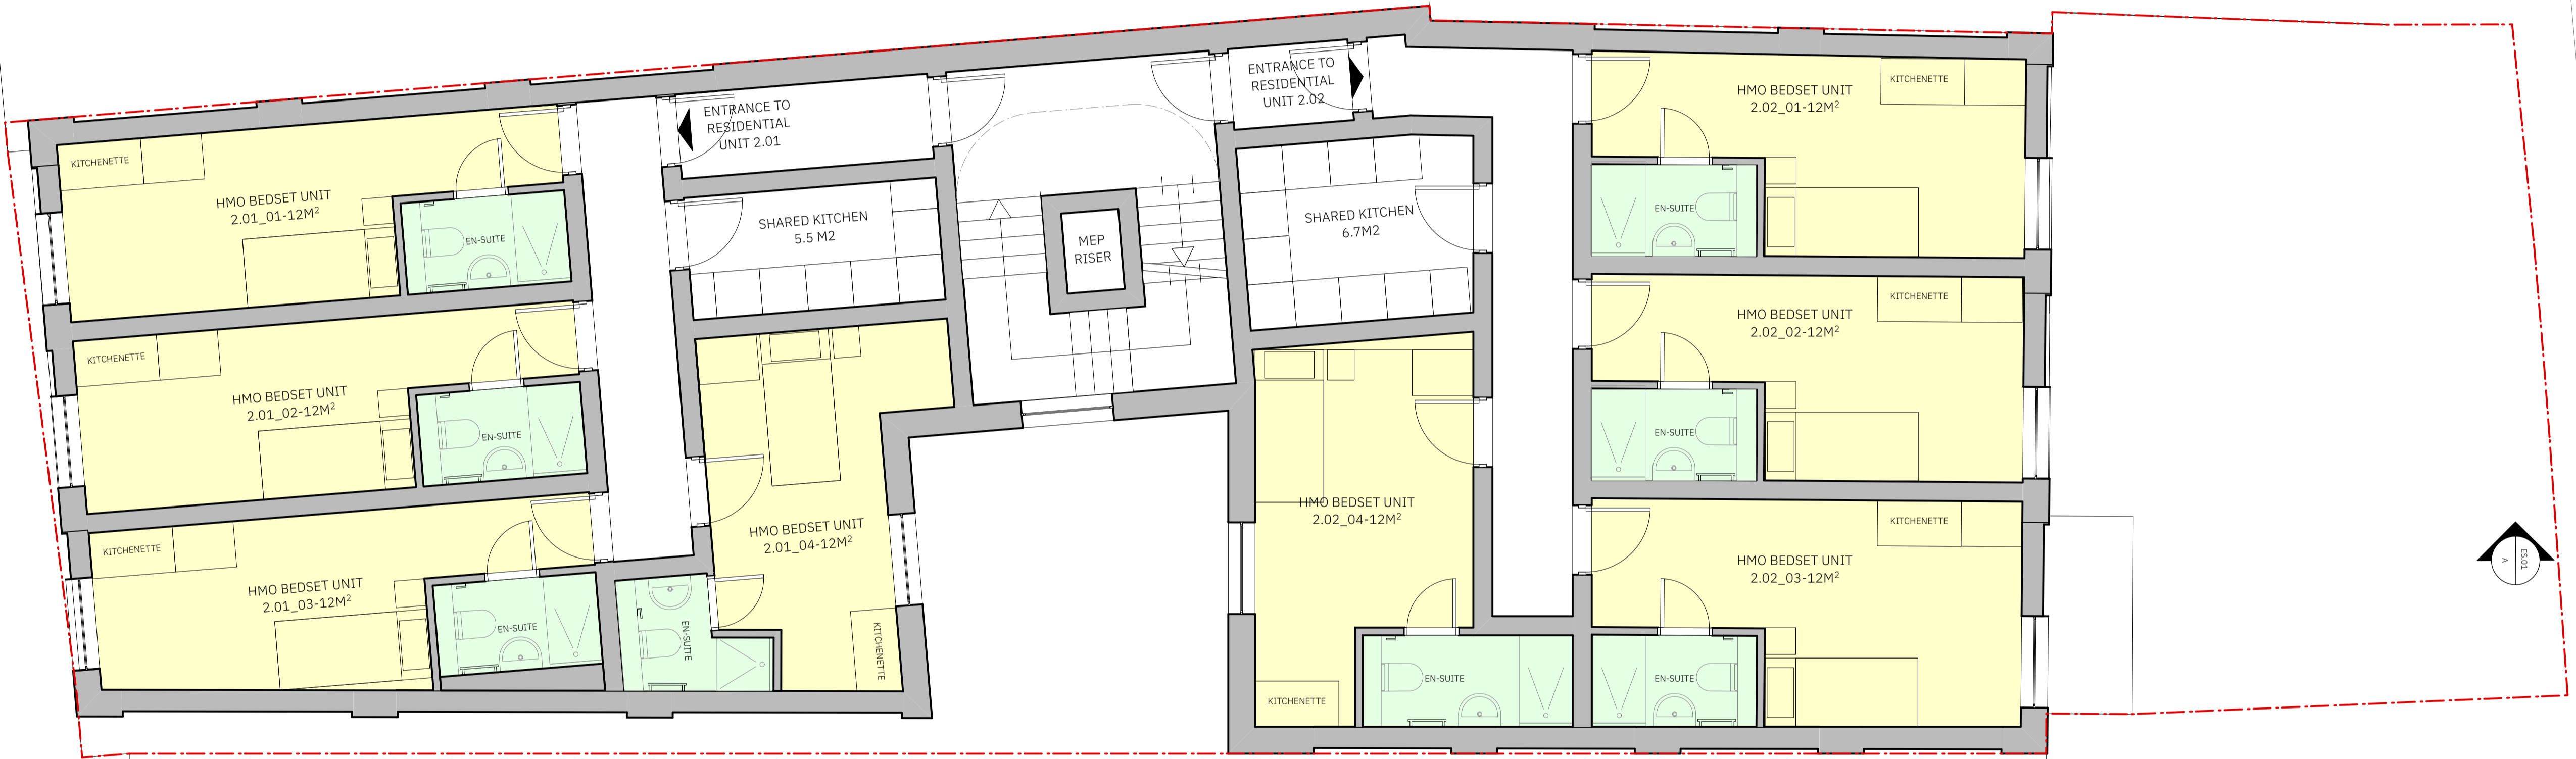 ENTRANCE TO
RESIDENTIAL
UNIT 2.01
ENTRANCE TO
RESIDENTIAL
UNIT 2.02
KITCHENETTE
HMO BEDSET UNIT
2.01_01-12M²
EN-SUITE
KITCHENETTE
HMO BEDSET UNIT
2.01_02-12M²
EN-SUITE
KITCHENETTE
HMO BEDSET UNIT
2.01_03-12M²
EN-SUITE
SHARED KITCHEN
5.5 M2
MEP
RISER
SHARED KITCHEN
6.7M2
HMO BEDSET UNIT
2.01_04-12M²
EN-SUITE
KITCHENETTE
HMO BEDSET UNIT
2.02_04-12M²
EN-SUITE
KITCHENETTE
HMO BEDSET UNIT
2.02_01-12M²
KITCHENETTE
EN-SUITE
HMO BEDSET UNIT
2.02_02-12M²
KITCHENETTE
EN-SUITE
HMO BEDSET UNIT
2.02_03-12M²
KITCHENETTE
EN-SUITE
ES.01
A